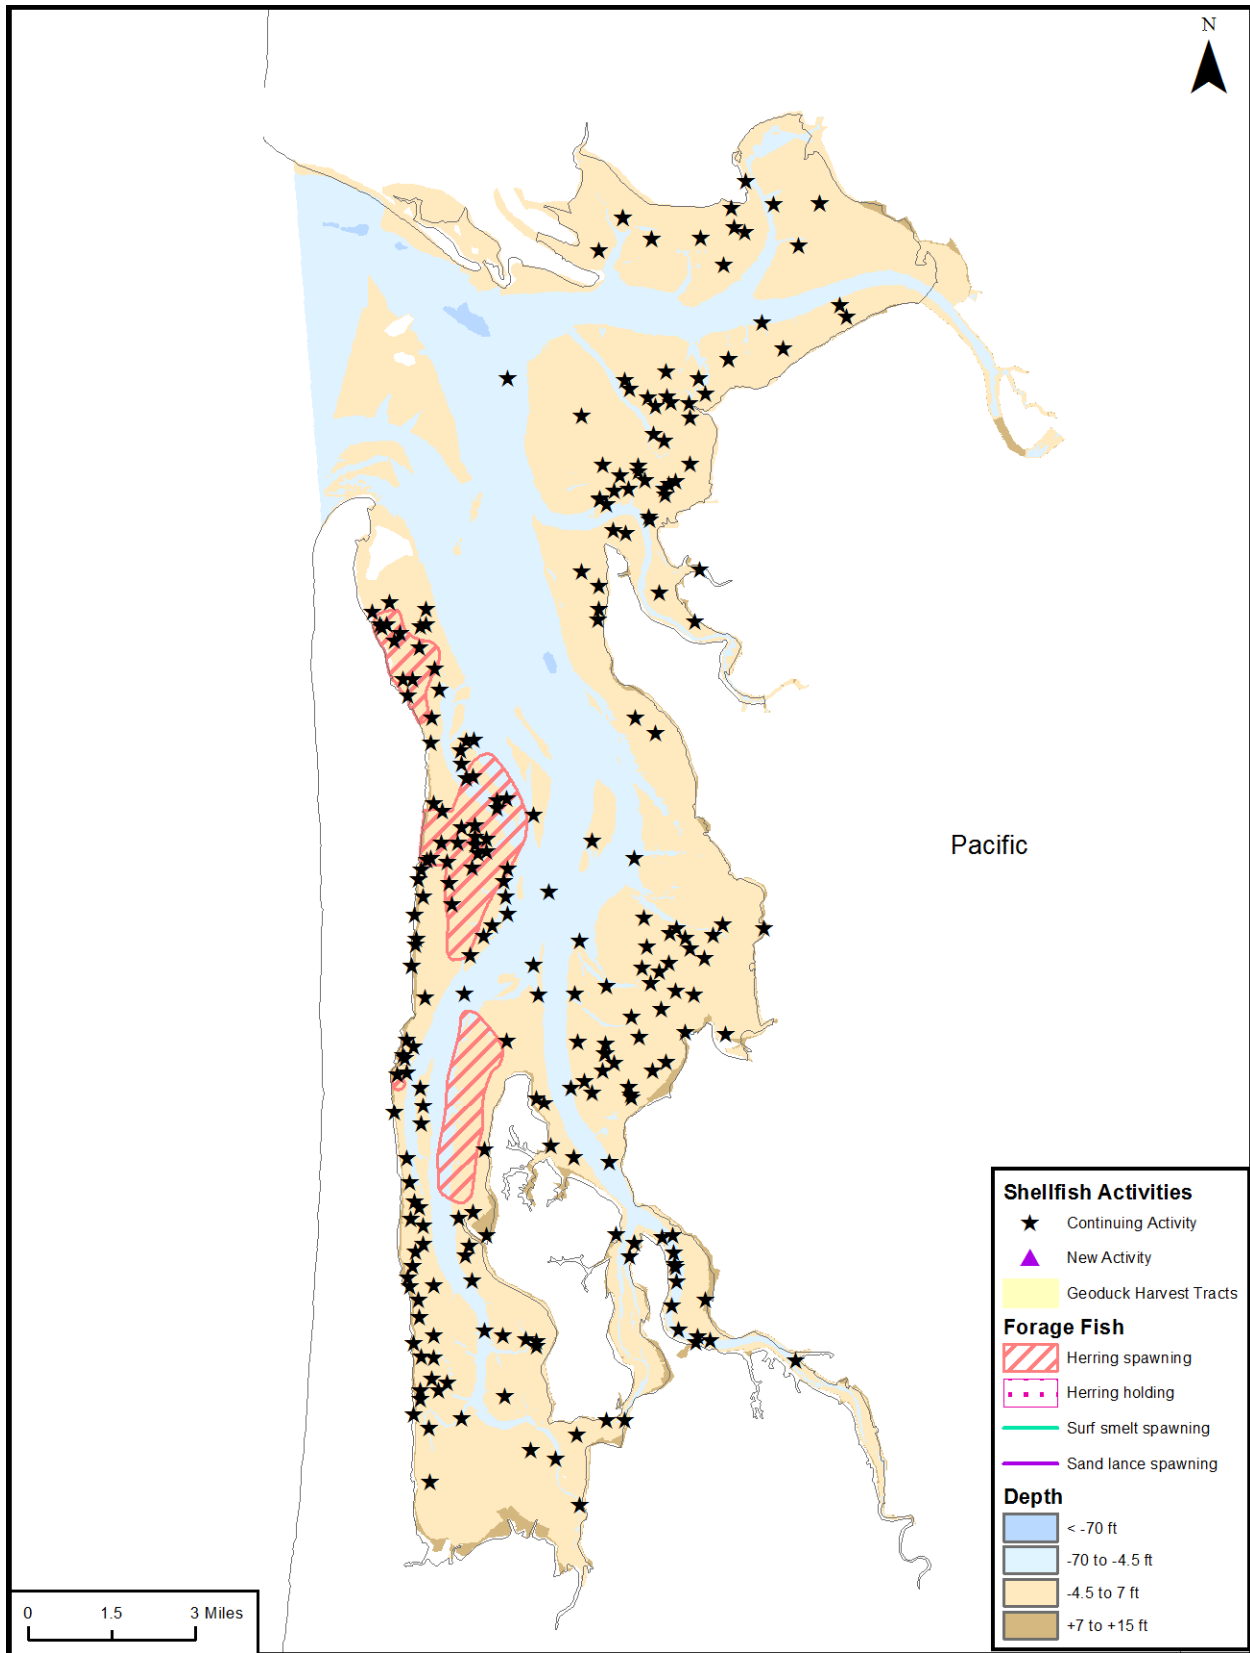 N
Pacific
Shellfish Activities
Continuing Activity
New Activity
Geoduck Harvest Tracts
Forage Fish
Herring spawning
Herring holding
Surf smelt spawning
Sand lance spawning
Depth
< -70 ft
-70 to -4.5 ft
-4.5 to 7 ft
+7 to +15 ft
0 1.5 3 Miles